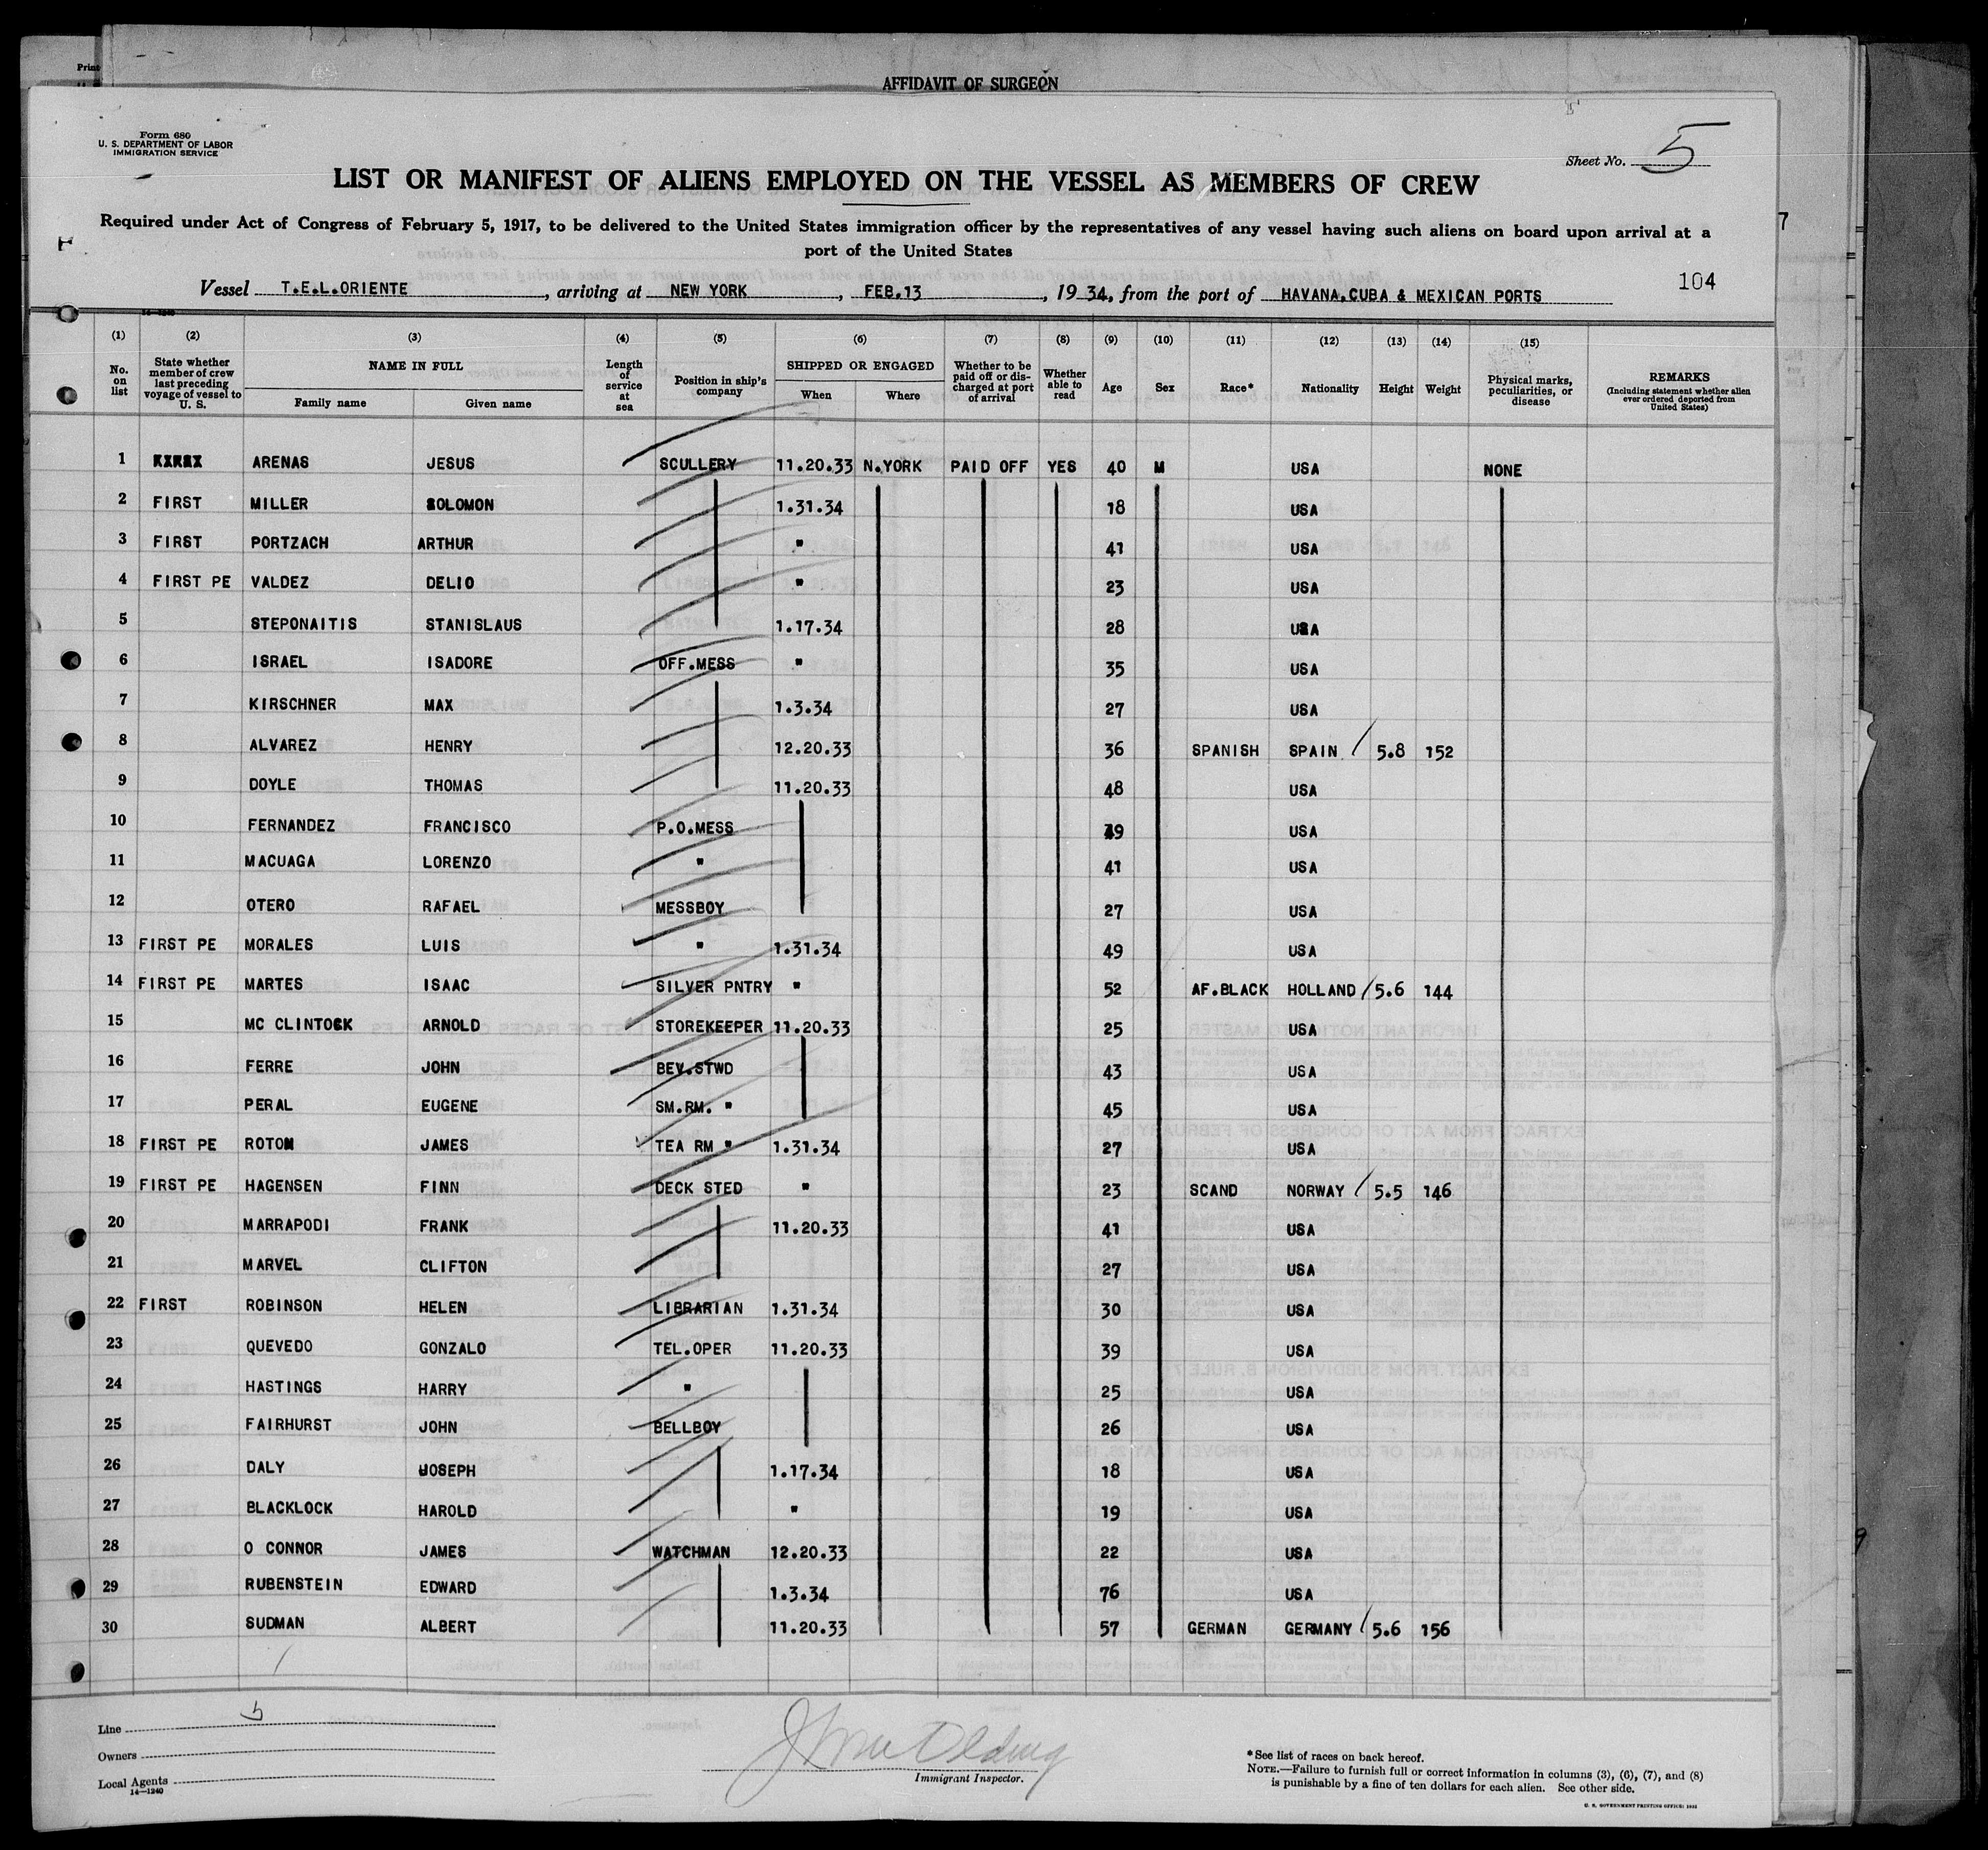 Print
AFFIDAVIT OF SURGEON
Form 680
U. S. DEPARTMENT OF LABOR
IMMIGRATION SERVICE
Sheet No. 5
LIST OR MANIFEST OF ALIENS EMPLOYED ON THE VESSEL AS MEMBERS OF CREW
Required under Act of Congress of February 5, 1917, to be delivered to the United States immigration officer by the representatives of any vessel having such aliens on board upon arrival at a
port of the United States
7
104
Vessel T.E.L.ORIENTE, arriving at NEW YORK, FEB.13, 1934, from the port of HAVANA,CUBA & MEXICAN PORTS
(1) (2) (3) (4) (5) (6) (7) (8) (9) (10) (11) (12) (13) (14) (15)
No. on list
State whether member of crew last preceding voyage of vessel to U. S.
NAME IN FULL
Family name
Given name
Length of service at sea
Position in ship's company
SHIPPED OR ENGAGED
When
Where
Whether to be paid off or discharged at port of arrival
Whether able to read
Age
Sex
Race*
Nationality
Height
Weight
Physical marks, peculiarities, or disease
REMARKS
(Including statement whether alien ever ordered deported from United States)
1 ARENAS JESUS SCULLERY 11.20.33 N.YORK PAID OFF YES 40 M USA NONE
2 FIRST MILLER SOLOMON 1.31.34 18 USA
3 FIRST PORTZACH ARTHUR " 41 USA
4 FIRST PE VALDEZ DELIO " 23 USA
5 STEPONAITIS STANISLAUS 1.17.34 28 USA
6 ISRAEL ISADORE OFF.MESS " 35 USA
7 KIRSCHNER MAX 1.3.34 27 USA
8 ALVAREZ HENRY 12.20.33 36 SPANISH SPAIN 5.8 152
9 DOYLE THOMAS 11.20.33 48 USA
10 FERNANDEZ FRANCISCO P.O.MESS USA
11 MACUAGA LORENZO " 41 USA
12 OTERO RAFAEL MESSBOY 27 USA
13 FIRST PE MORALES LUIS " 1.31.34 49 USA
14 FIRST PE MARTES ISAAC SILVER PNTRY " 52 AF.BLACK HOLLAND 5.6 144
15 MC CLINTOCK ARNOLD STOREKEEPER 11.20.33 25 USA
16 FERRE JOHN BEV.STWD 43 USA
17 PERAL EUGENE SM.RM. " 45 USA
18 FIRST PE ROTOM JAMES TEA RM " 1.31.34 27 USA
19 FIRST PE HAGENSEN FINN DECK STED " 23 SCAND NORWAY 5.5 146
20 MARRAPODI FRANK 11.20.33 41 USA
21 MARVEL CLIFTON 27 USA
22 FIRST ROBINSON HELEN LIBRARIAN 1.31.34 30 USA
23 QUEVEDO GONZALO TEL.OPER 11.20.33 39 USA
24 HASTINGS HARRY " 25 USA
25 FAIRHURST JOHN BELLBOY 26 USA
26 DALY JOSEPH 1.17.34 18 USA
27 BLACKLOCK HAROLD " 19 USA
28 O CONNOR JAMES WATCHMAN 12.20.33 22 USA
29 RUBENSTEIN EDWARD 1.3.34 76 USA
30 SUDMAN ALBERT 11.20.33 57 GERMAN GERMANY 5.6 156
Line
Owners
Local Agents
14—1240
Immigrant Inspector.
*See list of races on back hereof.
NOTE.—Failure to furnish full or correct information in columns (3), (6), (7), and (8)
is punishable by a fine of ten dollars for each alien. See other side.